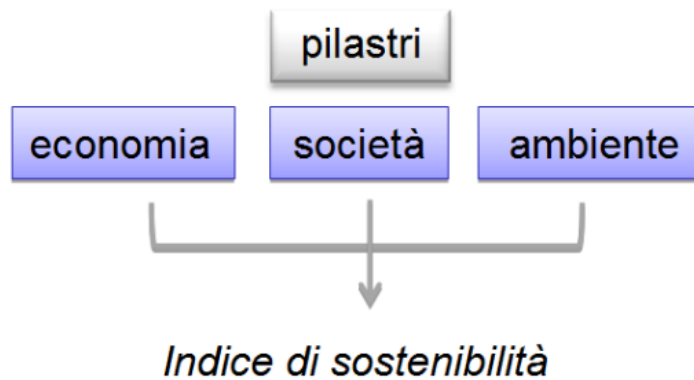 pilastri
economia società ambiente
Indice di sostenibilità